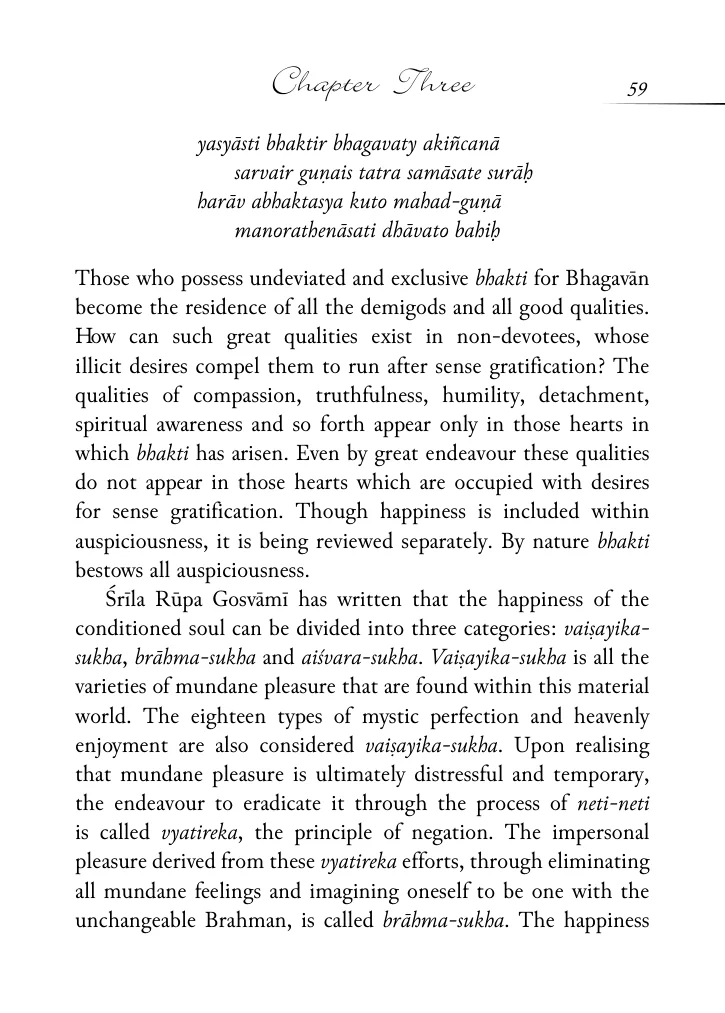 Chapter Three
59
yasyāsti bhaktir bhagavaty akiñcanā
sarvair guṇais tatra samāsate surāḥ
harāv abhaktasya kuto mahad-guṇā
manorathenāsati dhāvato bahiḥ
Those who possess undeviated and exclusive bhakti for Bhagavān
become the residence of all the demigods and all good qualities.
How can such great qualities exist in non-devotees, whose
illicit desires compel them to run after sense gratification? The
qualities of compassion, truthfulness, humility, detachment,
spiritual awareness and so forth appear only in those hearts in
which bhakti has arisen. Even by great endeavour these qualities
do not appear in those hearts which are occupied with desires
for sense gratification. Though happiness is included within
auspiciousness, it is being reviewed separately. By nature bhakti
bestows all auspiciousness.
Śrīla Rūpa Gosvāmī has written that the happiness of the
conditioned soul can be divided into three categories: vaiṣayika-
sukha, brāhma-sukha and aiśvara-sukha. Vaiṣayika-sukha is all the
varieties of mundane pleasure that are found within this material
world. The eighteen types of mystic perfection and heavenly
enjoyment are also considered vaiṣayika-sukha. Upon realising
that mundane pleasure is ultimately distressful and temporary,
the endeavour to eradicate it through the process of neti-neti
is called vyatireka, the principle of negation. The impersonal
pleasure derived from these vyatireka efforts, through eliminating
all mundane feelings and imagining oneself to be one with the
unchangeable Brahman, is called brāhma-sukha. The happiness